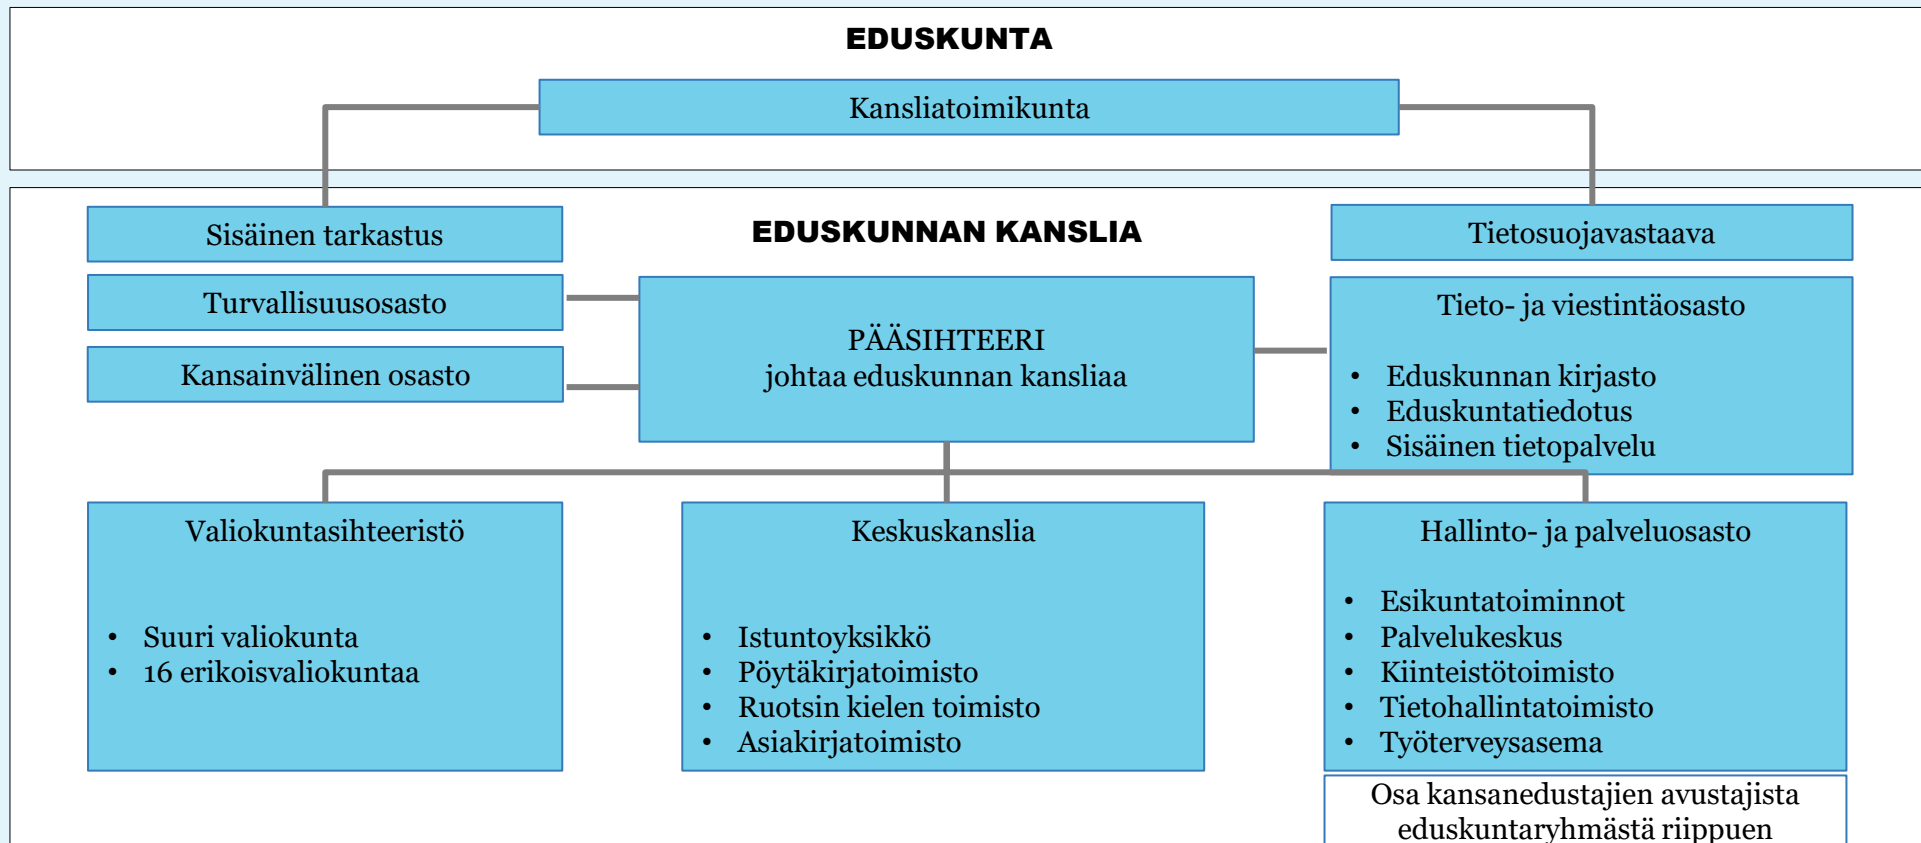 EDUSKUNTA
Kansliatoimikunta
Sisäinen tarkastus
EDUSKUNNAN KANSLIA
Tietosuojavastaava
Turvallisuusosasto
Kansainvälinen osasto
PÄÄSIHTEERI
johtaa eduskunnan kansliaa
Tieto- ja viestintäosasto
• Eduskunnan kirjasto
• Eduskuntatiedotus
• Sisäinen tietopalvelu
Valiokuntasihteeristö
• Suuri valiokunta
• 16 erikoisvaliokuntaa
Keskuskanslia
• Istuntoyksikkö
• Pöytäkirjatoimisto
• Ruotsin kielen toimisto
• Asiakirjatoimisto
Hallinto- ja palveluosasto
• Esikuntatoiminnot
• Palvelukeskus
• Kiinteistötoimisto
• Tietohallintatoimisto
• Työterveysasema
Osa kansanedustajien avustajista
eduskuntaryhmästä riippuen